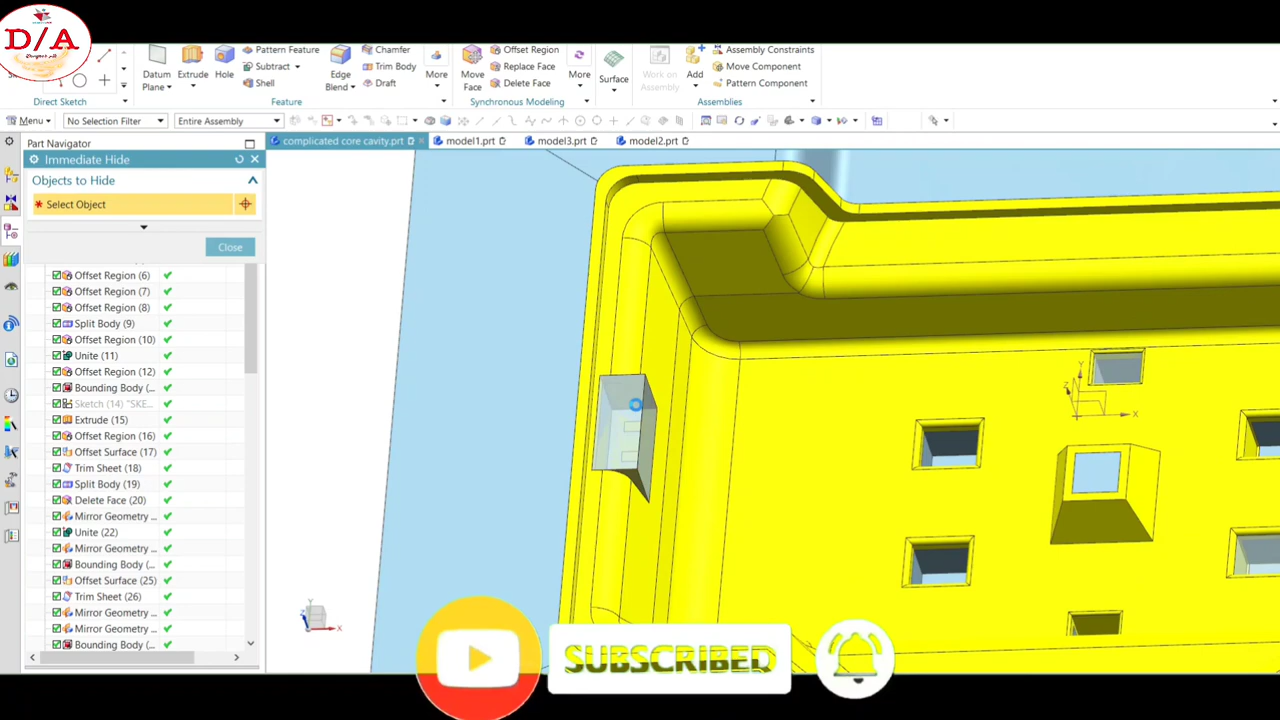 D/A
Pattern Feature
Chamfer
Offset Region
Assembly Constraints
Subtract
Trim Body
Replace Face
Move Component
Shell
Draft
Delete Face
Pattern Component
Datum Plane
Extrude
Hole
Edge Blend
More
Move Face
More
Surface
Work on Assembly
Add
Direct Sketch
Feature
Synchronous Modeling
Assemblies
Menu
No Selection Filter
Entire Assembly
Part Navigator
complicated core cavity.prt
model1.prt
model3.prt
model2.prt
Immediate Hide
Objects to Hide
* Select Object
Close
Offset Region (6)
Offset Region (7)
Offset Region (8)
Split Body (9)
Offset Region (10)
Unite (11)
Offset Region (12)
Bounding Body (...
Sketch (14) "SKE...
Extrude (15)
Offset Region (16)
Offset Surface (17)
Trim Sheet (18)
Split Body (19)
Delete Face (20)
Mirror Geometry ...
Unite (22)
Mirror Geometry ...
Bounding Body (...
Offset Surface (25)
Trim Sheet (26)
Mirror Geometry ...
Mirror Geometry ...
Bounding Body (...
Y
Z
X
Y
Z
X
SUBSCRIBED